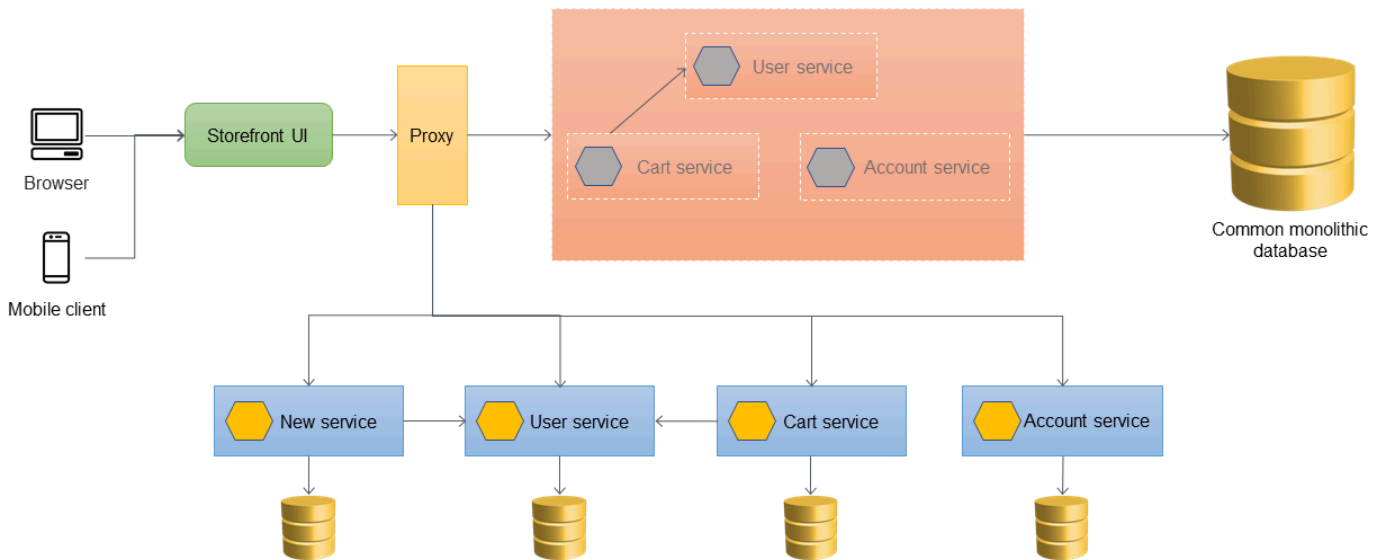 User service
Storefront UI
Proxy
Cart service
Account service
Browser
Common monolithic
database
Mobile client
New service
User service
Cart service
Account service